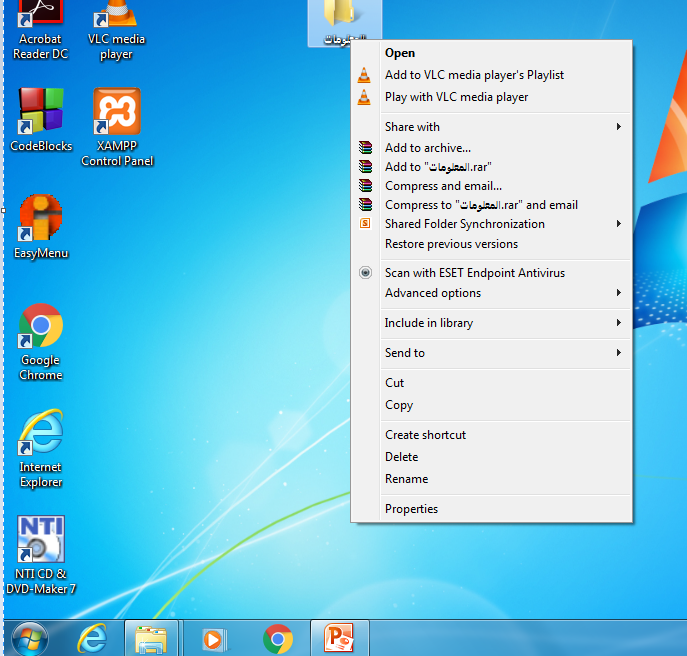 Acrobat
Reader DC
VLC media
player
المعلومات
CodeBlocks
XAMPP
Control Panel
EasyMenu
Google
Chrome
Internet
Explorer
NTI
NTI CD &
DVD-Maker 7
Open
Add to VLC media player's Playlist
Play with VLC media player
Share with
Add to archive...
Add to "المعلومات.rar"
Compress and email...
Compress to "المعلومات.rar" and email
Shared Folder Synchronization
Restore previous versions
Scan with ESET Endpoint Antivirus
Advanced options
Include in library
Send to
Cut
Copy
Create shortcut
Delete
Rename
Properties